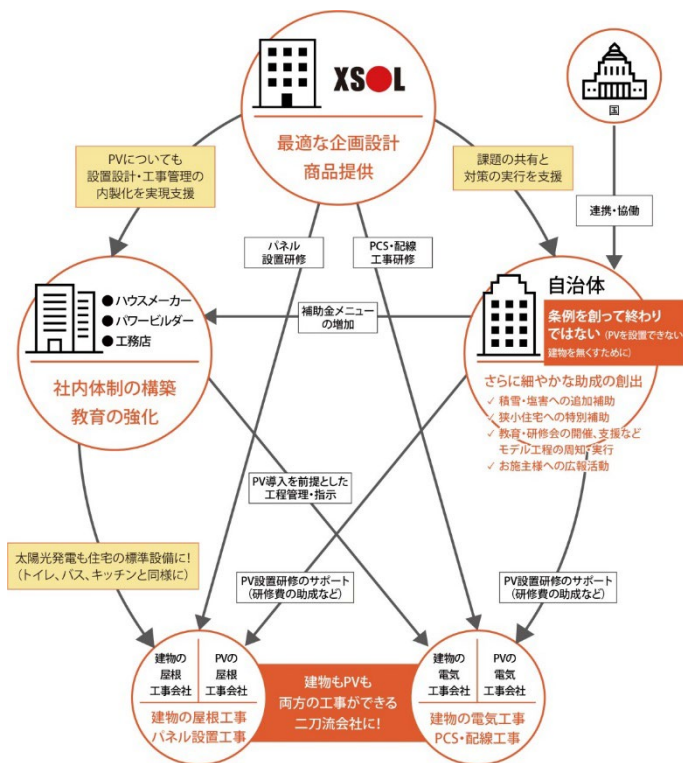 XSOL
最適な企画設計
商品提供
国
PVについても
設置設計・工事管理の
内製化を実現支援
課題の共有と
対策の実行を支援
連携・協働
パネル
設置研修
PCS・配線
工事研修
●ハウスメーカー
●パワービルダー
●工務店
社内体制の構築
教育の強化
補助金メニュー
の増加
自治体
条例を創って終わり
ではない (PVを設置できない
建物を無くすために)
さらに細やかな助成の創出
✓ 積雪・塩害への追加補助
✓ 狭小住宅への特別補助
✓ 教育・研修会の開催、支援など
モデル工程の周知・実行
✓ お施主様への広報活動
PV導入を前提とした
工程管理・指示
太陽光発電も住宅の標準設備に!
(トイレ、バス、キッチンと同様に)
PV設置研修のサポート
(研修費の助成など)
PV設置研修のサポート
(研修費の助成など)
建物の
屋根
工事会社
PVの
屋根
工事会社
建物の屋根工事
パネル設置工事
建物もPVも
両方の工事ができる
二刀流会社に!
建物の
電気
工事会社
PVの
電気
工事会社
建物の電気工事
PCS・配線工事